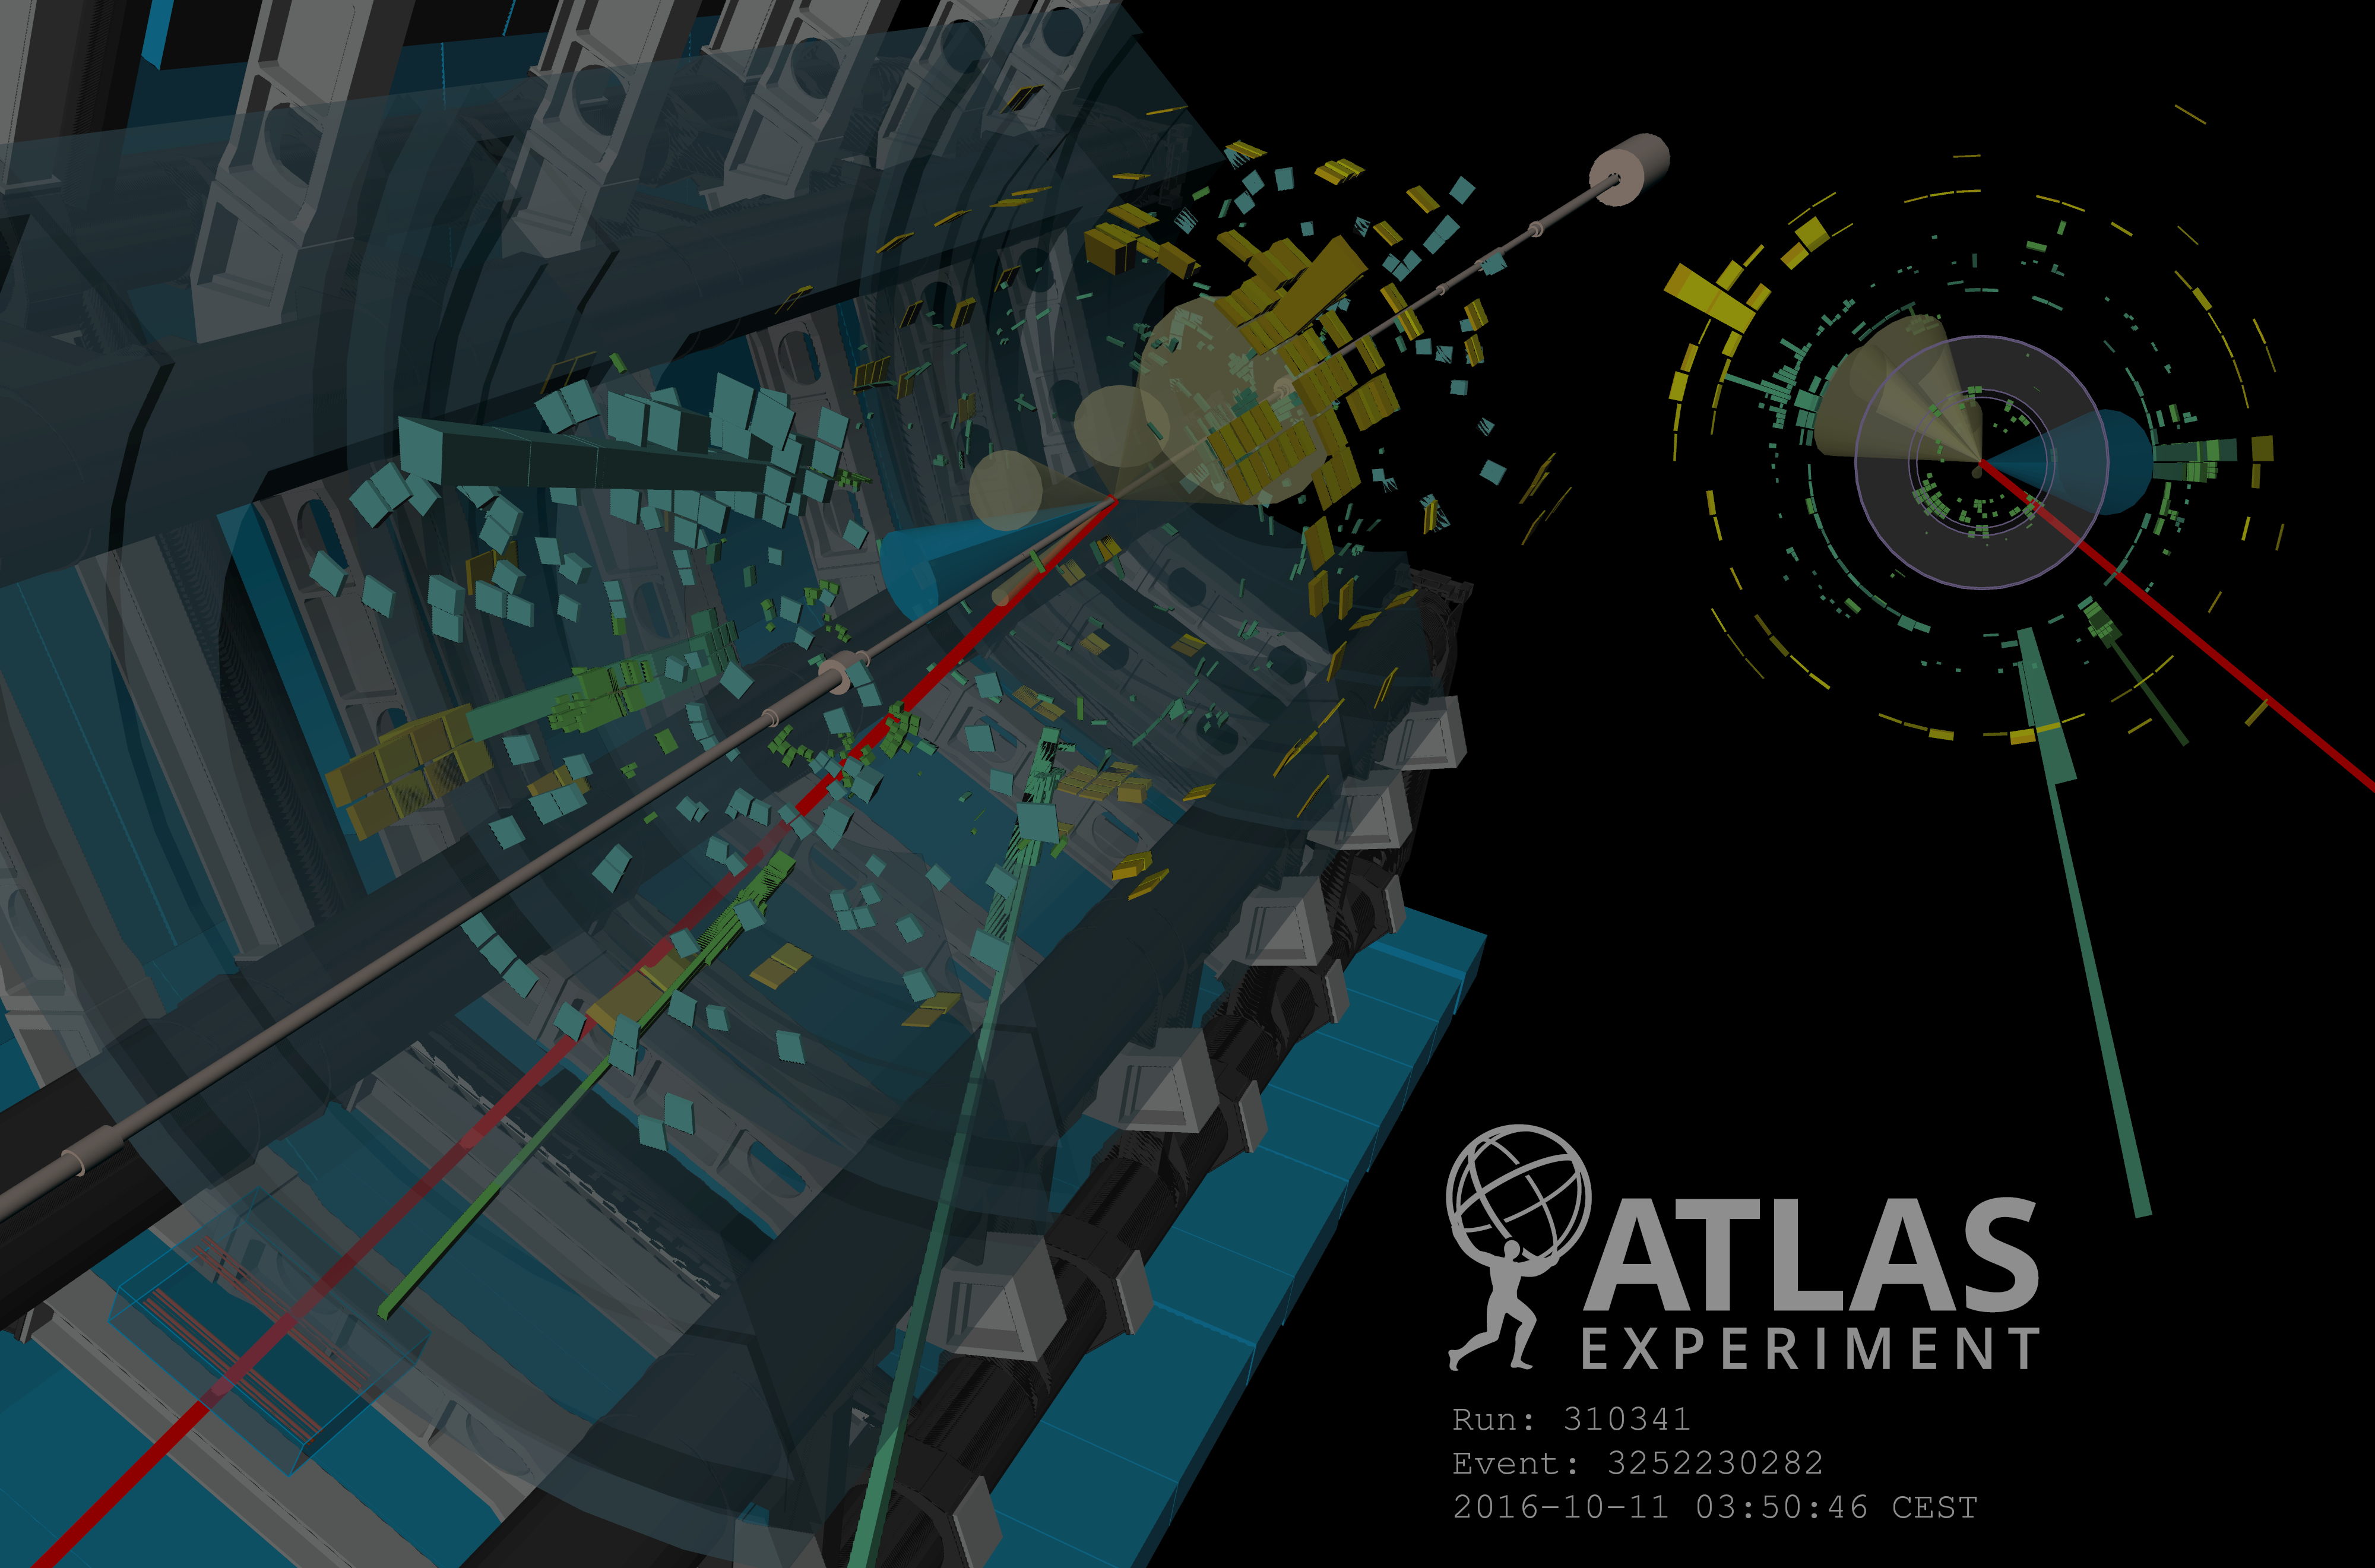 ATLAS
EXPERIMENT
Run: 310341
Event: 3252230282
2016-10-11 03:50:46 CEST